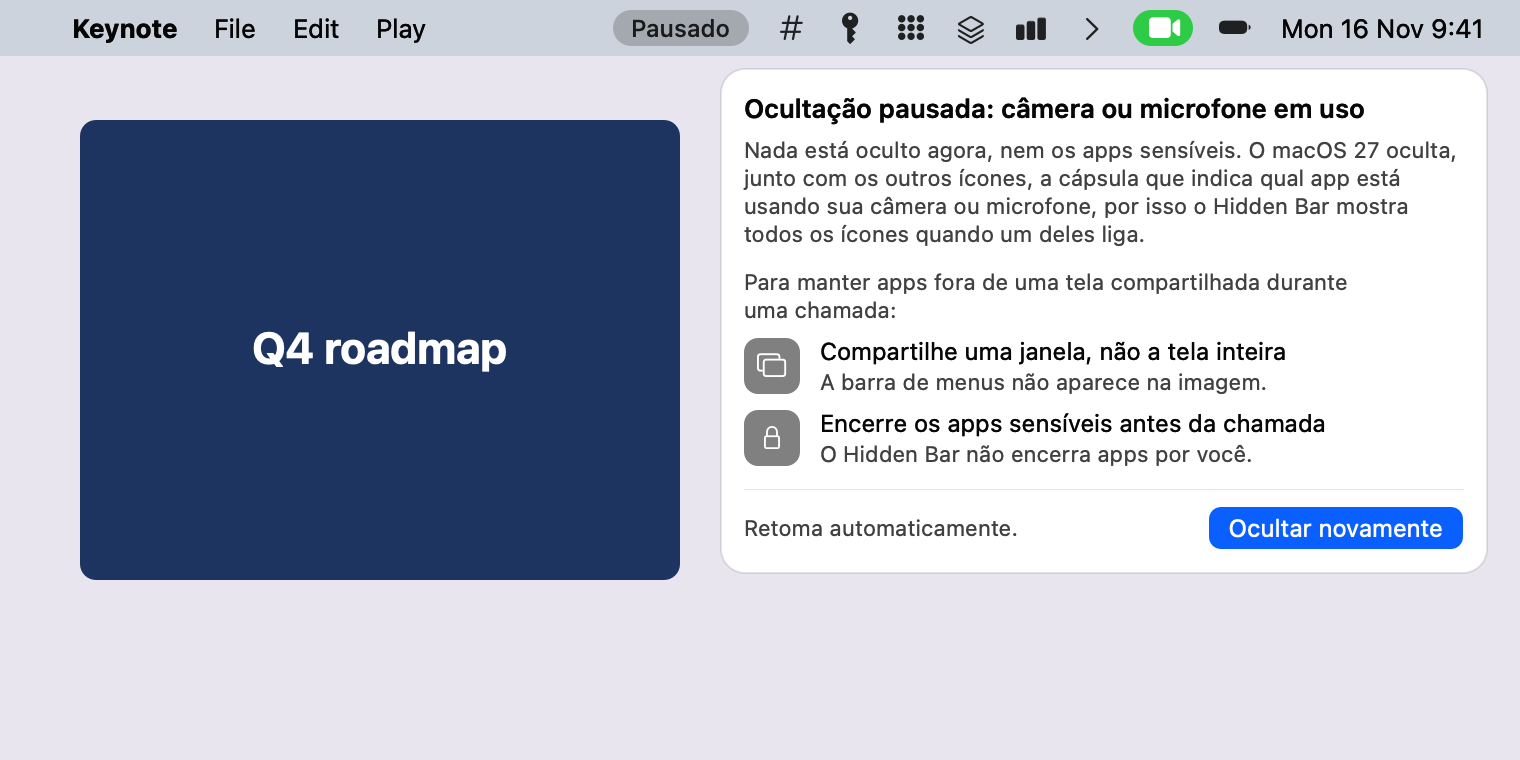 Keynote File Edit Play Pausado # Mon 16 Nov 9:41
Ocultação pausada: câmera ou microfone em uso
Nada está oculto agora, nem os apps sensíveis. O macOS 27 oculta,
junto com os outros ícones, a cápsula que indica qual app está
usando sua câmera ou microfone, por isso o Hidden Bar mostra
todos os ícones quando um deles liga.
Para manter apps fora de uma tela compartilhada durante
uma chamada:
Compartilhe uma janela, não a tela inteira
A barra de menus não aparece na imagem.
Encerre os apps sensíveis antes da chamada
O Hidden Bar não encerra apps por você.
Retoma automaticamente.
Ocultar novamente
Q4 roadmap